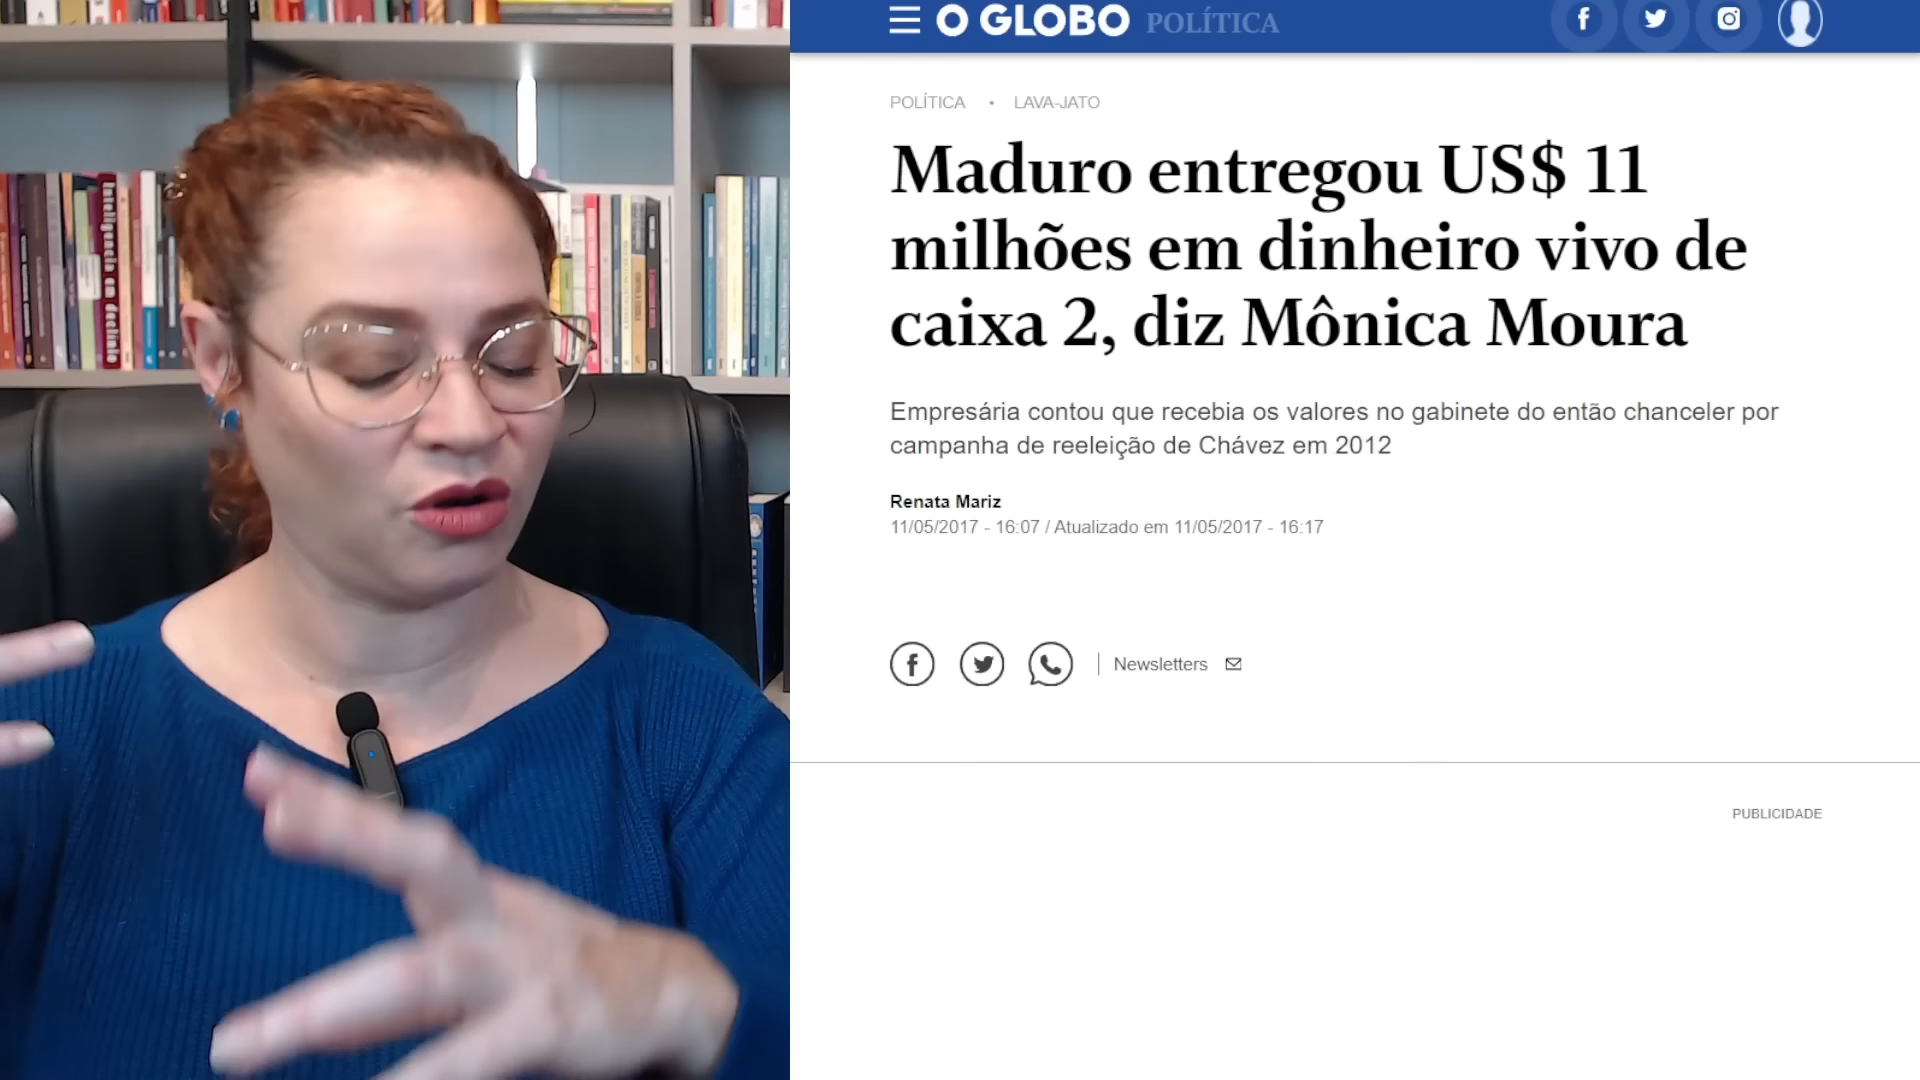 O GLOBO POLÍTICA
POLÍTICA • LAVA-JATO
Maduro entregou US$ 11
milhões em dinheiro vivo de
caixa 2, diz Mônica Moura
Empresária contou que recebia os valores no gabinete do então chanceler por
campanha de reeleição de Chávez em 2012
Renata Mariz
11/05/2017 - 16:07 / Atualizado em 11/05/2017 - 16:17
Newsletters
PUBLICIDADE